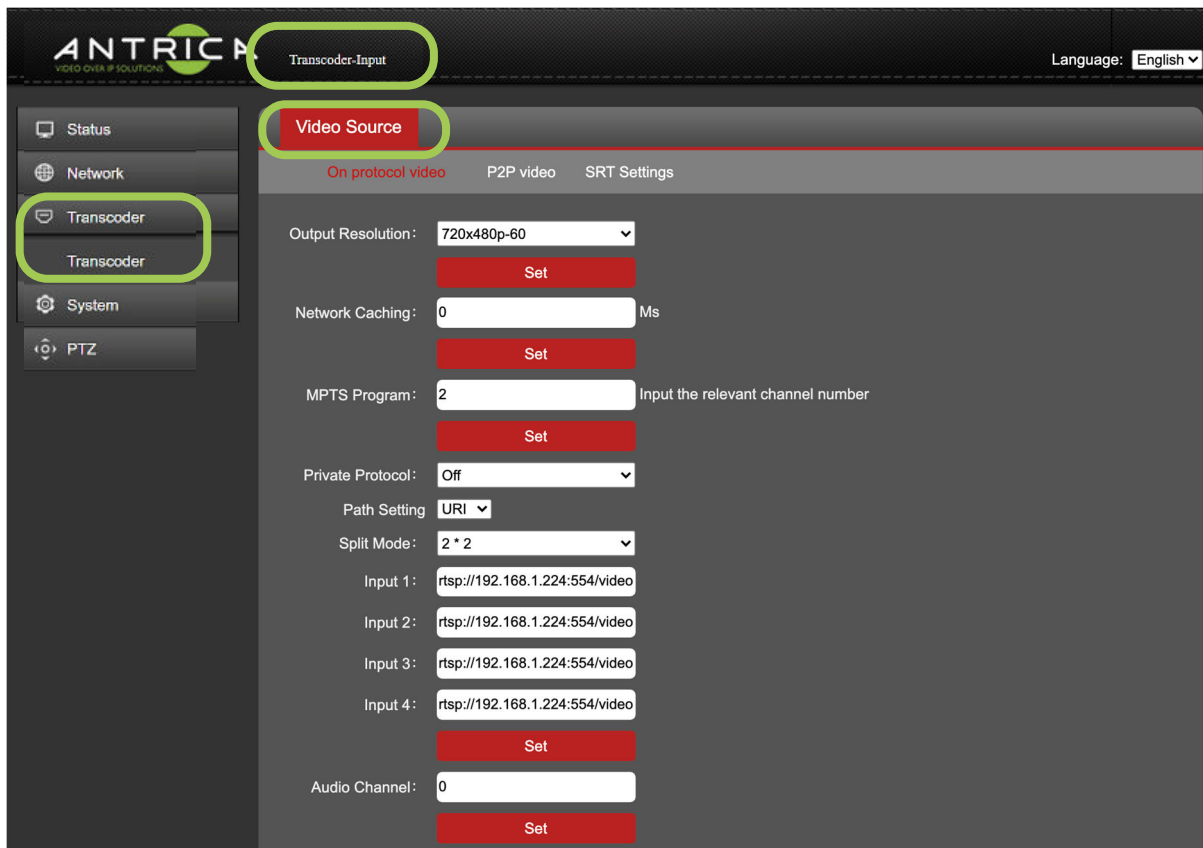 ANTRICA
VIDEO OVER IP SOLUTIONS
Transcoder-Input
Language: English
Status
Network
Transcoder
Transcoder
System
PTZ
Video Source
On protocol video P2P video SRT Settings
Output Resolution: 720x480p-60
Set
Network Caching: 0 Ms
Set
MPTS Program: 2 Input the relevant channel number
Set
Private Protocol: Off
Path Setting URI
Split Mode: 2 * 2
Input 1: rtsp://192.168.1.224:554/video
Input 2: rtsp://192.168.1.224:554/video
Input 3: rtsp://192.168.1.224:554/video
Input 4: rtsp://192.168.1.224:554/video
Set
Audio Channel: 0
Set